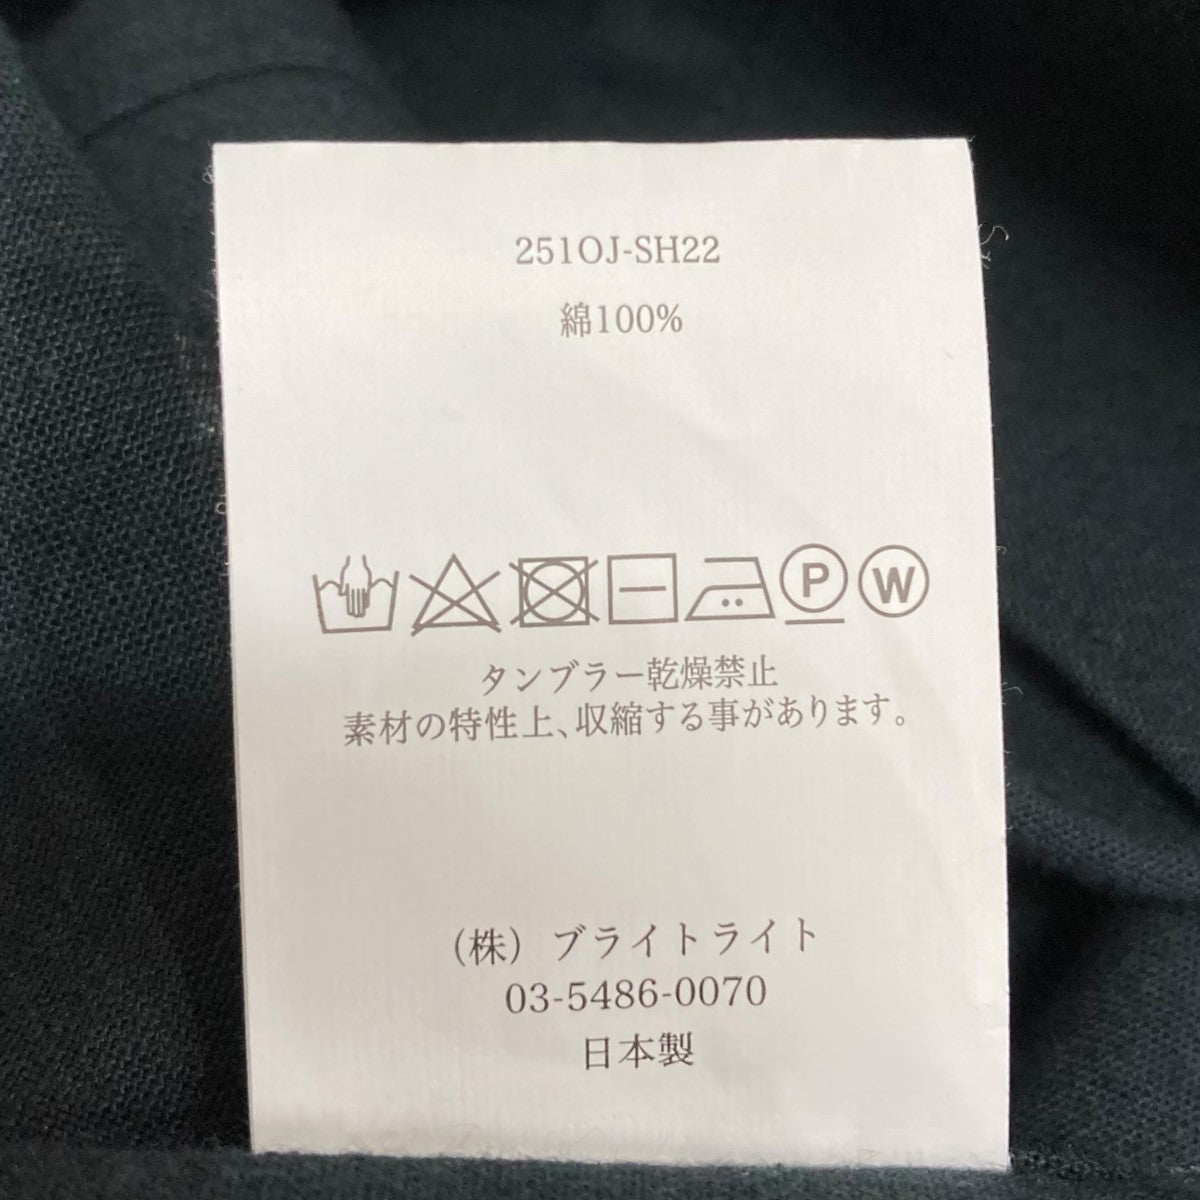 251OJ-SH22
綿100%
P W
タンブラー乾燥禁止
素材の特性上、収縮する事があります。
(株) ブライトライト
03-5486-0070
日本製